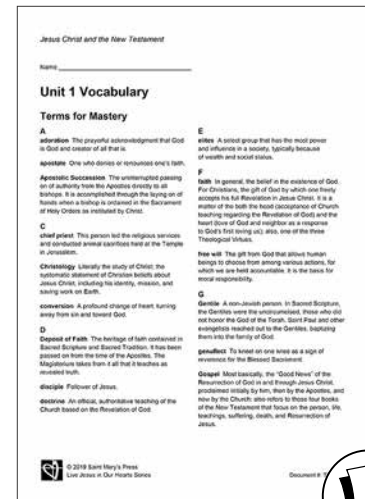 Jesus Christ and the New Testament
Name
Unit 1 Vocabulary
Terms for Mastery
A
adoration The prayerful acknowledgment that God
is God and creator of all that is.
apostate One who denies or renounces one's faith.
Apostolic Succession The uninterrupted passing
on of authority from the Apostles directly to all
bishops. It is accomplished through the laying on of
hands when a bishop is ordained in the Sacrament
of Holy Orders as instituted by Christ.
C
chief priest This person led the religious services
and conducted animal sacrifices held at the Temple
in Jerusalem.
Christology Literally the study of Christ; the
systematic statement of Christian beliefs about
Jesus Christ, including his identity, mission, and
saving work on Earth.
conversion A profound change of heart; turning
away from sin and toward God.
D
Deposit of Faith The heritage of faith contained in
Sacred Scripture and Sacred Tradition. It has been
passed on from the time of the Apostles. The
Magisterium takes from it all that it teaches as
revealed truth.
disciple Follower of Jesus.
doctrine An official, authoritative teaching of the
Church based on the Revelation of God.
E
elites A select group that has the most power
and influence in a society, typically because
of wealth and social status.
F
faith In general, the belief in the existence of God.
For Christians, the gift of God by which one freely
accepts his full Revelation in Jesus Christ. It is a
matter of the both the head (acceptance of Church
teaching regarding the Revelation of God) and the
heart (love of God and neighbor as a response
to God's first loving us); also, one of the three
Theological Virtues.
free will The gift from God that allows human
beings to choose from among various actions, for
which we are held accountable. It is the basis for
moral responsibility.
G
Gentile A non-Jewish person. In Sacred Scripture,
the Gentiles were the uncircumcised, those who did
not honor the God of the Torah. Saint Paul and other
evangelists reached out to the Gentiles, baptizing
them into the family of God.
genuflect To kneel on one knee as a sign of
reverence for the Blessed Sacrament.
Gospel Most basically, the "Good News" of the
Resurrection of God in and through Jesus Christ,
proclaimed initially by him, then by the Apostles, and
now by the Church; also refers to those four books
of the New Testament that focus on the person, life,
teachings, suffering, death, and Resurrection of
Jesus.
© 2018 Saint Mary's Press
Live Jesus in Our Hearts Series
Document #: